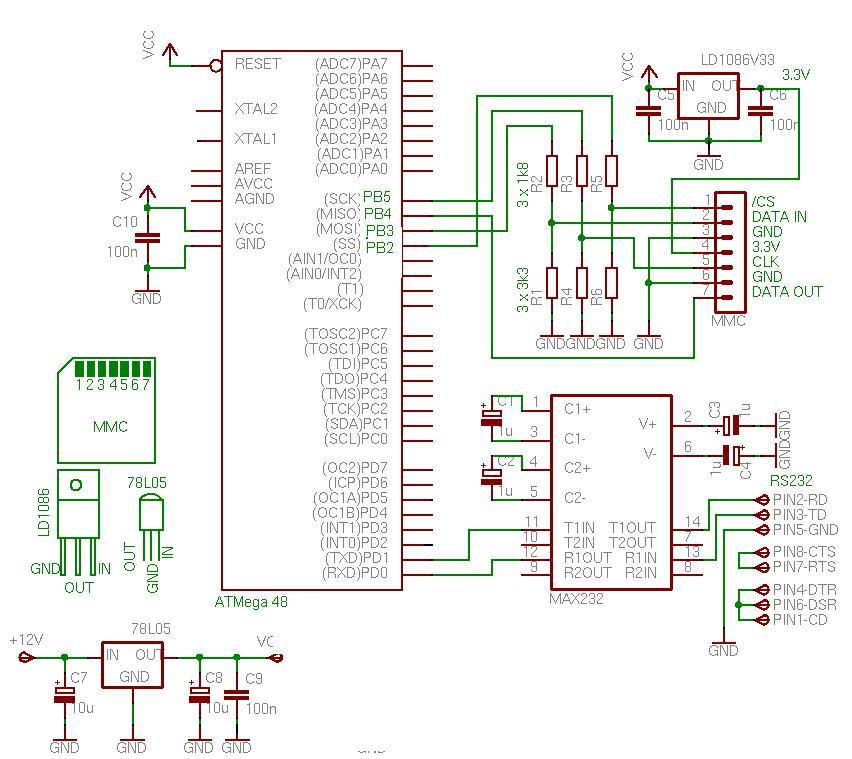 VCC
RESET
XTAL2
XTAL1
AREF
AVCC
AGND
VCC
GND
(ADC7)PA7
(ADC6)PA6
(ADC5)PA5
(ADC4)PA4
(ADC3)PA3
(ADC2)PA2
(ADC1)PA1
(ADC0)PA0
(SCK PB5
(MISO PB4
(MOSI PB3
(SS) PB2
(AIN1/OC0)
(AIN0/INT2)
(T1)
(T0/XCK)
(TOSC2)PC7
(TOSC1)PC6
(TDI)PC5
(TDO)PC4
(TMS)PC3
(TCK)PC2
(SDA)PC1
(SCL)PC0
(OC2)PD7
(ICP)PD6
(OC1A)PD5
(OC1B)PD4
(INT1)PD3
(INT0)PD2
(TXD)PD1
(RXD)PD0
ATMega 48
VCC
C10
100n
GND
VCC
LD1086V33
3.3V
IN OUT
GND
C5
100n
C6
100n
GND
3 x 1k8
R2
R3
R5
3 x 3k3
R1
R4
R6
GND
GND
GND
GND
1 /CS
2 DATA IN
3 GND
4 3.3V
5 CLK
6 GND
7 DATA OUT
MMC
1 2 3 4 5 6 7
MMC
LD1086
GND
OUT
IN
78L05
OUT
GND
IN
C1
1u
C2
1u
1 C1+
3 C1-
4 C2+
5 C2-
11 T1IN
10 T2IN
12 R1OUT
9 R2OUT
V+ 2
V- 6
T1OUT 14
T2OUT 7
R1IN 13
R2IN 8
MAX232
C3
1u
GND
C4
1u
GND
RS232
PIN2-RD
PIN3-TD
PIN5-GND
PIN8-CTS
PIN7-RTS
PIN4-DTR
PIN6-DSR
PIN1-CD
GND
+12V
78L05
VC
IN OUT
GND
C7
10u
C8
10u
C9
100n
GND
GND
GND
GND